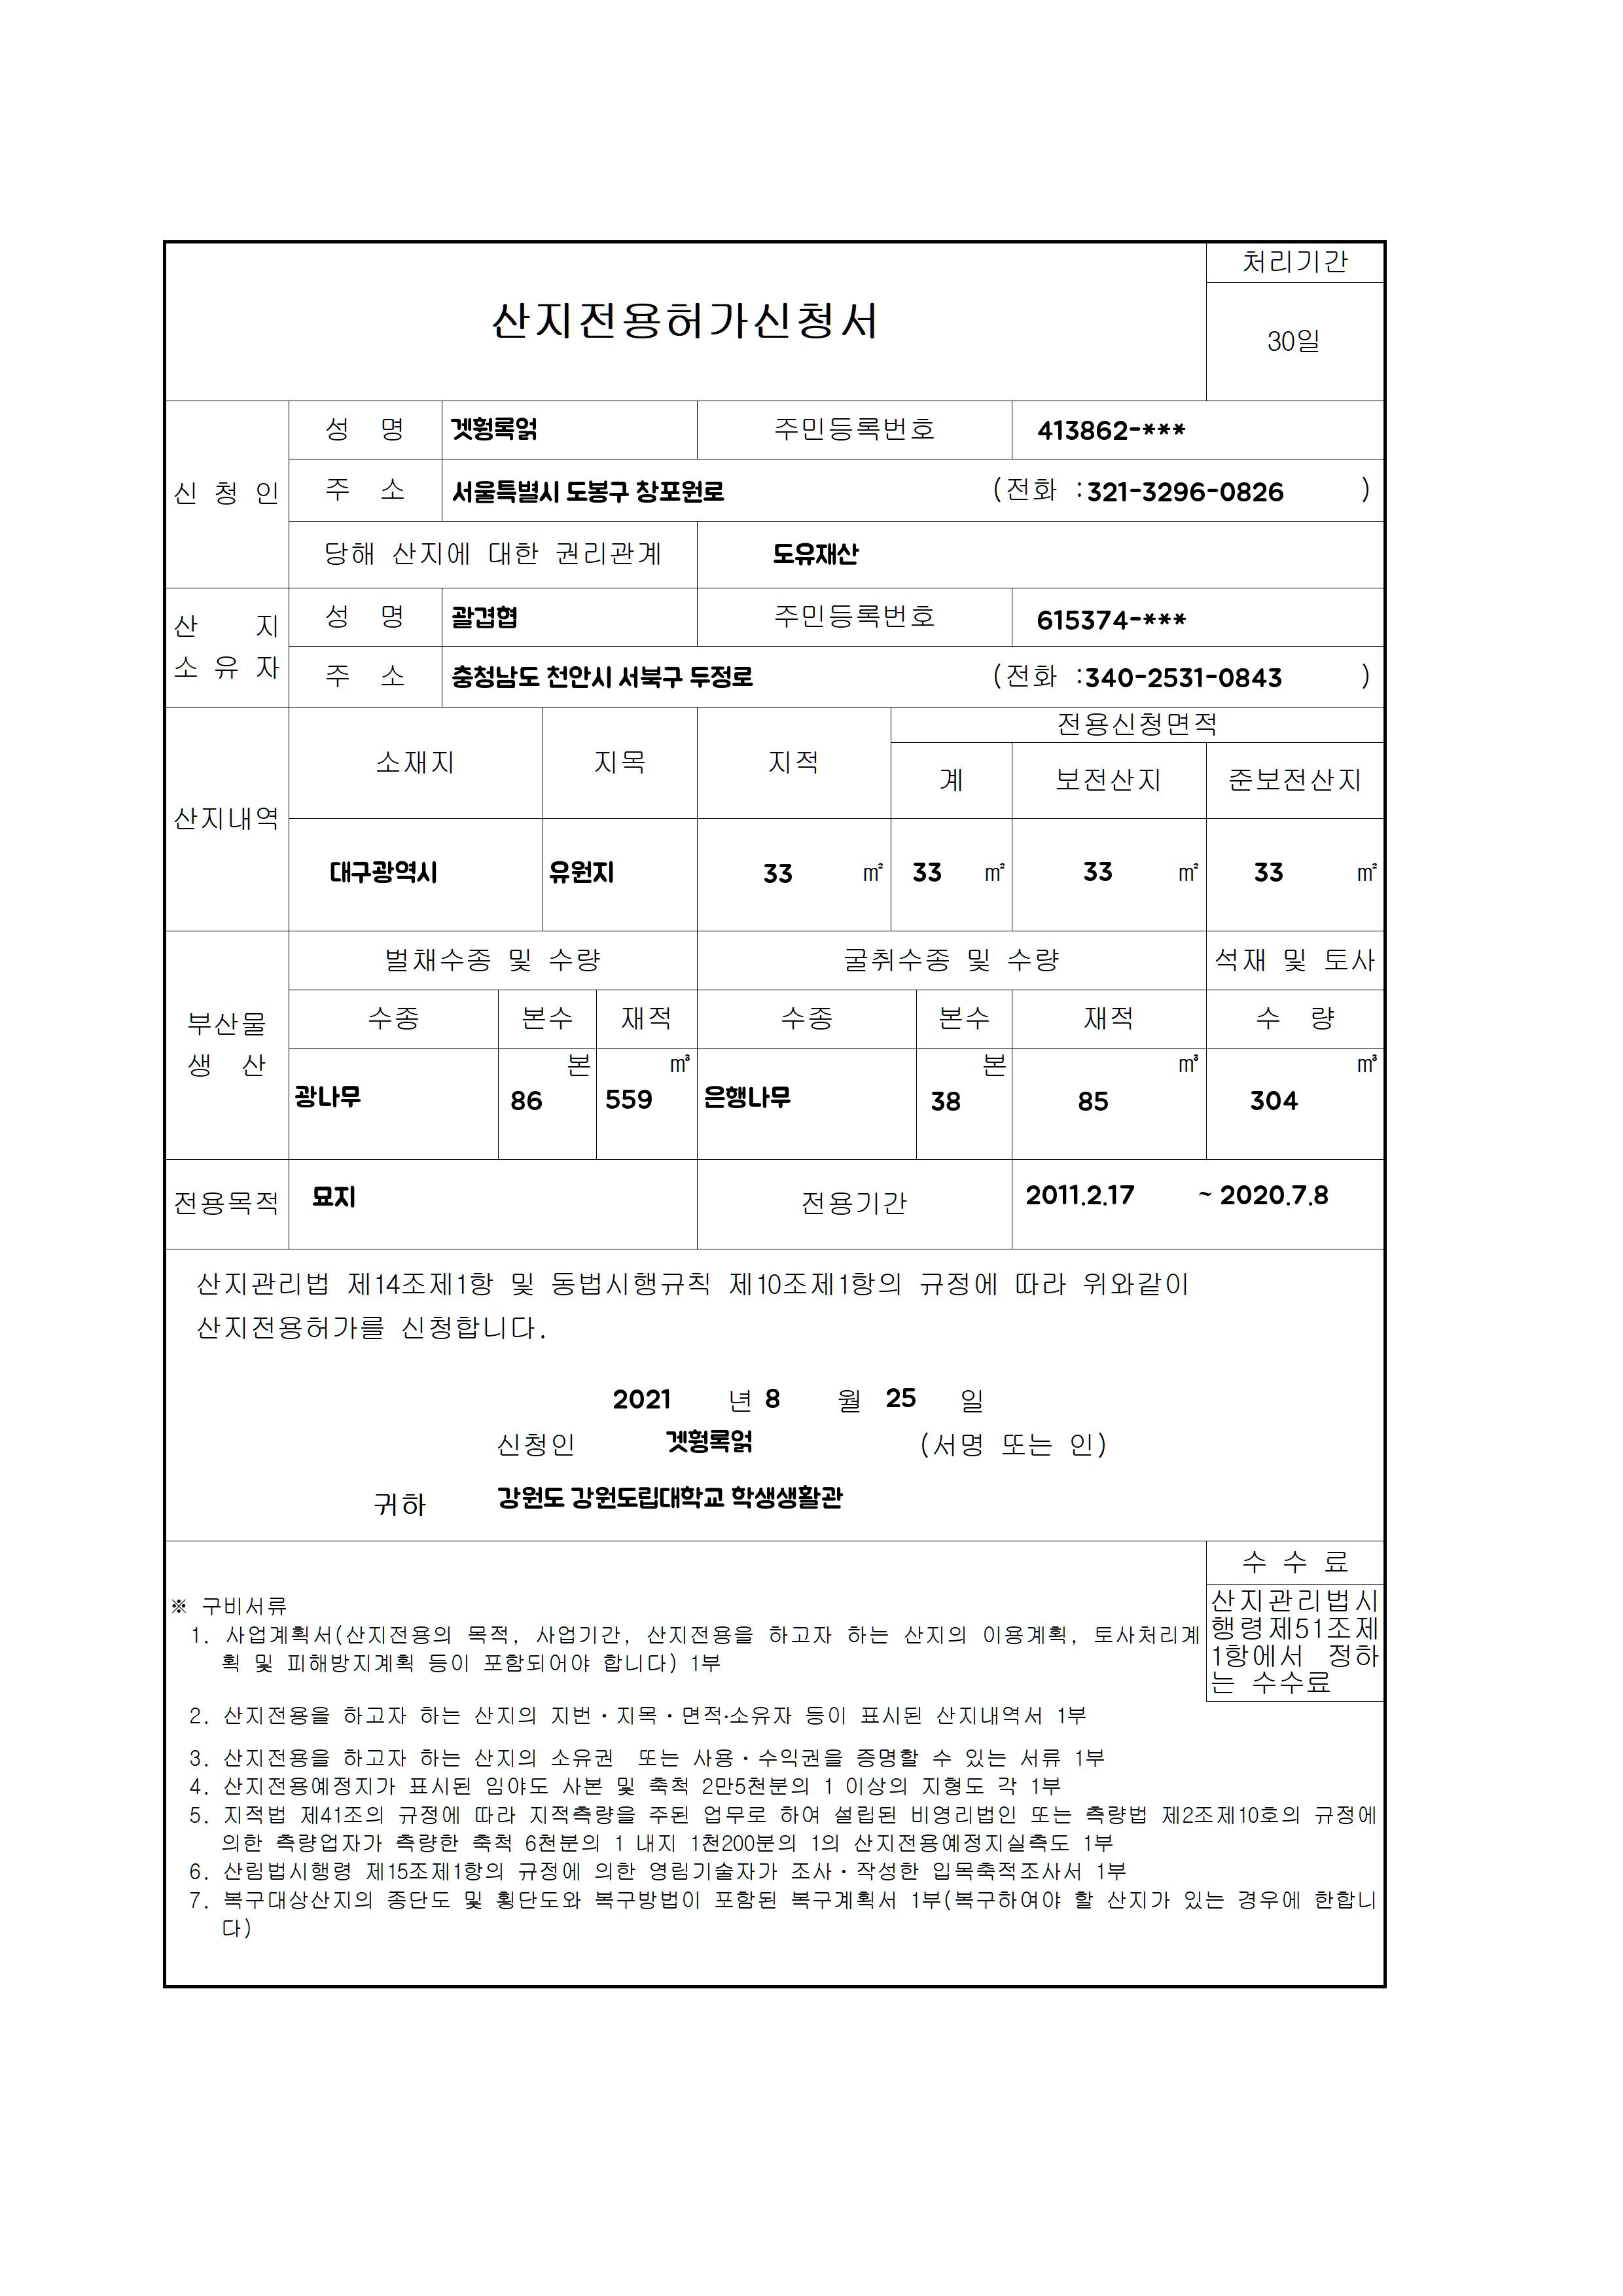 처리기간
산지전용허가신청서
30일
신 청 인
성 명 겟힁록얽 주민등록번호 413862-***
주 소 서울특별시 도봉구 창포원로 (전화 :321-3296-0826 )
당해 산지에 대한 권리관계 도유재산
산 지
소 유 자
성 명 괄겁협 주민등록번호 615374-***
주 소 충청남도 천안시 서북구 두정로 (전화 :340-2531-0843 )
산지내역
소재지 지목 지적 전용신청면적
계 보전산지 준보전산지
대구광역시 유원지 33 ㎡ 33 ㎡ 33 ㎡ 33 ㎡
부산물
생 산
벌채수종 및 수량 굴취수종 및 수량 석재 및 토사
수종 본수 재적 수종 본수 재적 수 량
본 ㎥ 본 ㎥ ㎥
광나무 86 559 은행나무 38 85 304
전용목적 묘지 전용기간 2011.2.17 ~ 2020.7.8
산지관리법 제14조제1항 및 동법시행규칙 제10조제1항의 규정에 따라 위와같이
산지전용허가를 신청합니다.
2021 년 8 월 25 일
신청인 겟힁록얽 (서명 또는 인)
귀하 강원도 강원도립대학교 학생생활관
수 수 료
산지관리법시
행령제51조제
1항에서 정하
는 수수료
※ 구비서류
1. 사업계획서(산지전용의 목적, 사업기간, 산지전용을 하고자 하는 산지의 이용계획, 토사처리계
획 및 피해방지계획 등이 포함되어야 합니다) 1부
2. 산지전용을 하고자 하는 산지의 지번·지목·면적·소유자 등이 표시된 산지내역서 1부
3. 산지전용을 하고자 하는 산지의 소유권 또는 사용·수익권을 증명할 수 있는 서류 1부
4. 산지전용예정지가 표시된 임야도 사본 및 축척 2만5천분의 1 이상의 지형도 각 1부
5. 지적법 제41조의 규정에 따라 지적측량을 주된 업무로 하여 설립된 비영리법인 또는 측량법 제2조제10호의 규정에
의한 측량업자가 측량한 축척 6천분의 1 내지 1천200분의 1의 산지전용예정지실측도 1부
6. 산림법시행령 제15조제1항의 규정에 의한 영림기술자가 조사·작성한 입목축적조사서 1부
7. 복구대상산지의 종단도 및 횡단도와 복구방법이 포함된 복구계획서 1부(복구하여야 할 산지가 있는 경우에 한합니
다)